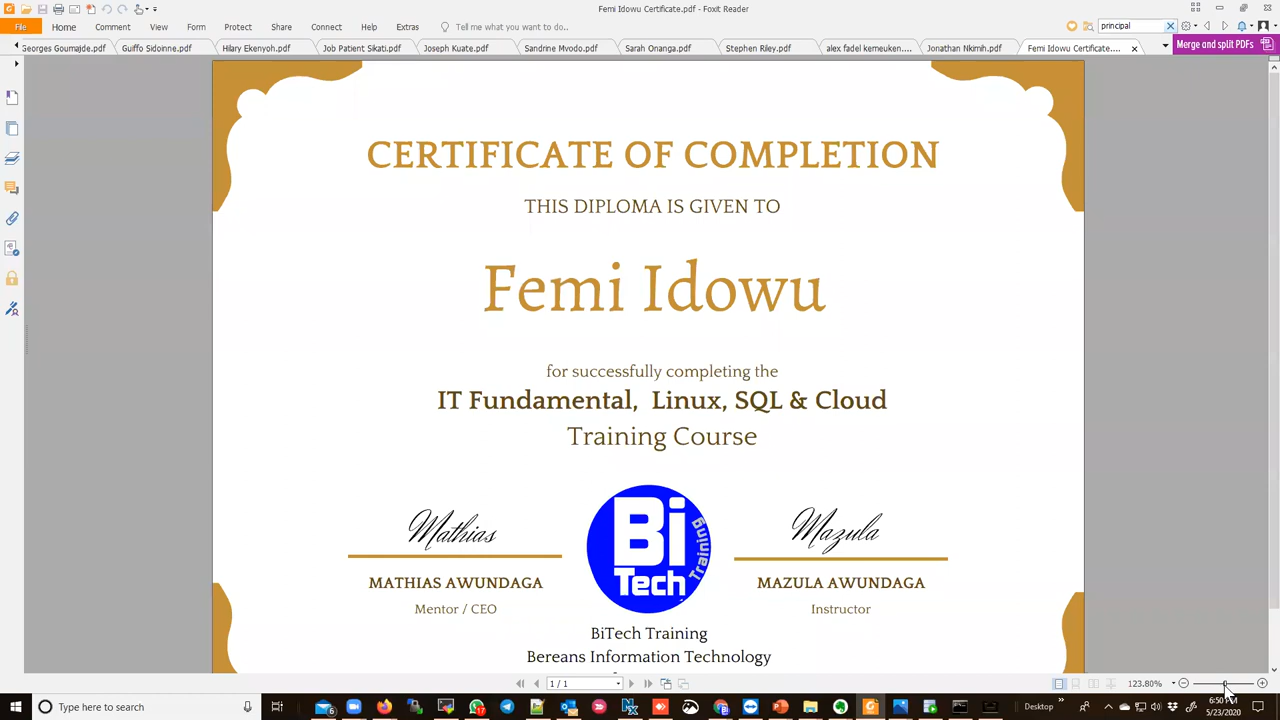 Femi Idowu Certificate.pdf - Foxit Reader
File Home Comment View Form Protect Share Connect Help Extras Tell me what you want to do.. principal
Georges Goumajde.pdf Guiffo Sidoinne.pdf Hilary Ekenyoh.pdf Job Patient Sikati.pdf Joseph Kuate.pdf Sandrine Mvodo.pdf Sarah Onanga.pdf Stephen Riley.pdf alex fadel kemeuken.... Jonathan Nkimih.pdf Femi Idowu Certificate.... Merge and split PDFs
CERTIFICATE OF COMPLETION
THIS DIPLOMA IS GIVEN TO
Femi Idowu
for successfully completing the
IT Fundamental, Linux, SQL & Cloud
Training Course
Mathias
Mazula
Bi
Tech
Training
MATHIAS AWUNDAGA
MAZULA AWUNDAGA
Mentor / CEO
Instructor
BiTech Training
Bereans Information Technology
1 / 1
123.80%
Type here to search
Desktop
6:50 PM
5/23/2020